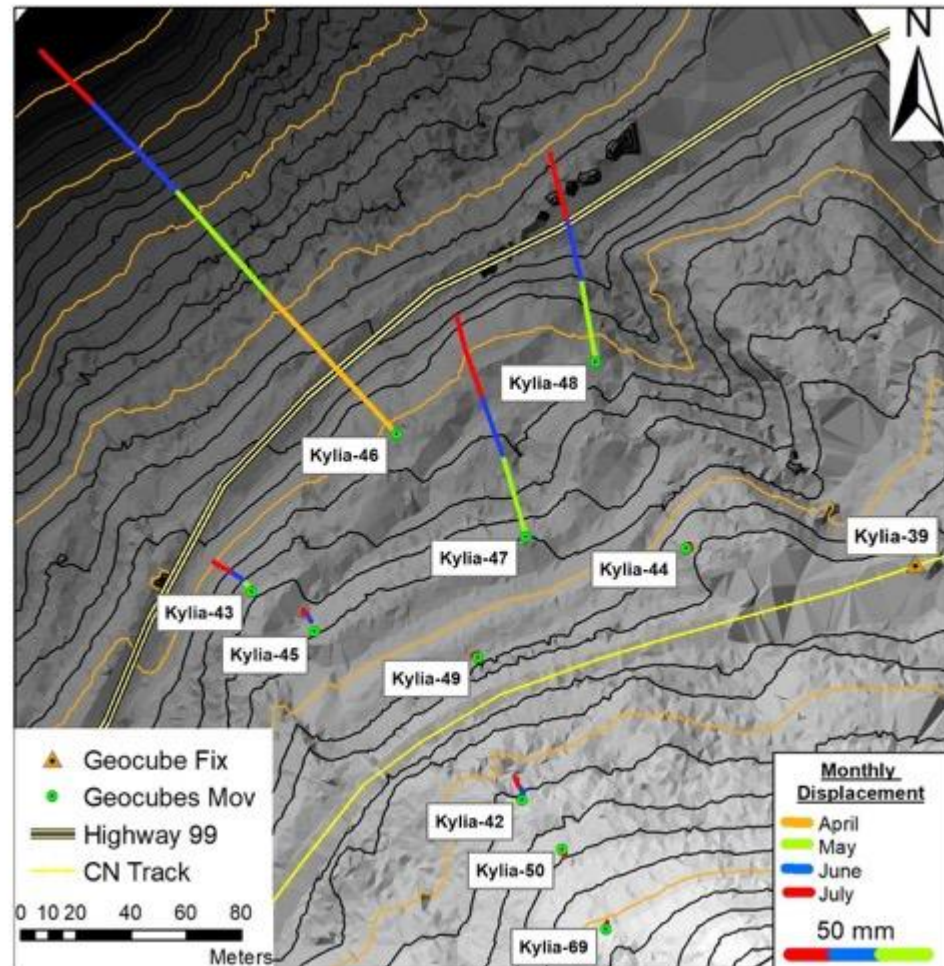 N
Kylia-48
Kylia-46
Kylia-39
Kylia-47
Kylia-44
Kylia-43
Kylia-45
Kylia-49
Kylia-42
Kylia-50
Kylia-69
Geocube Fix
Geocubes Mov
Highway 99
CN Track
0 10 20 40 60 80
Meters
Monthly
Displacement
April
May
June
July
50 mm